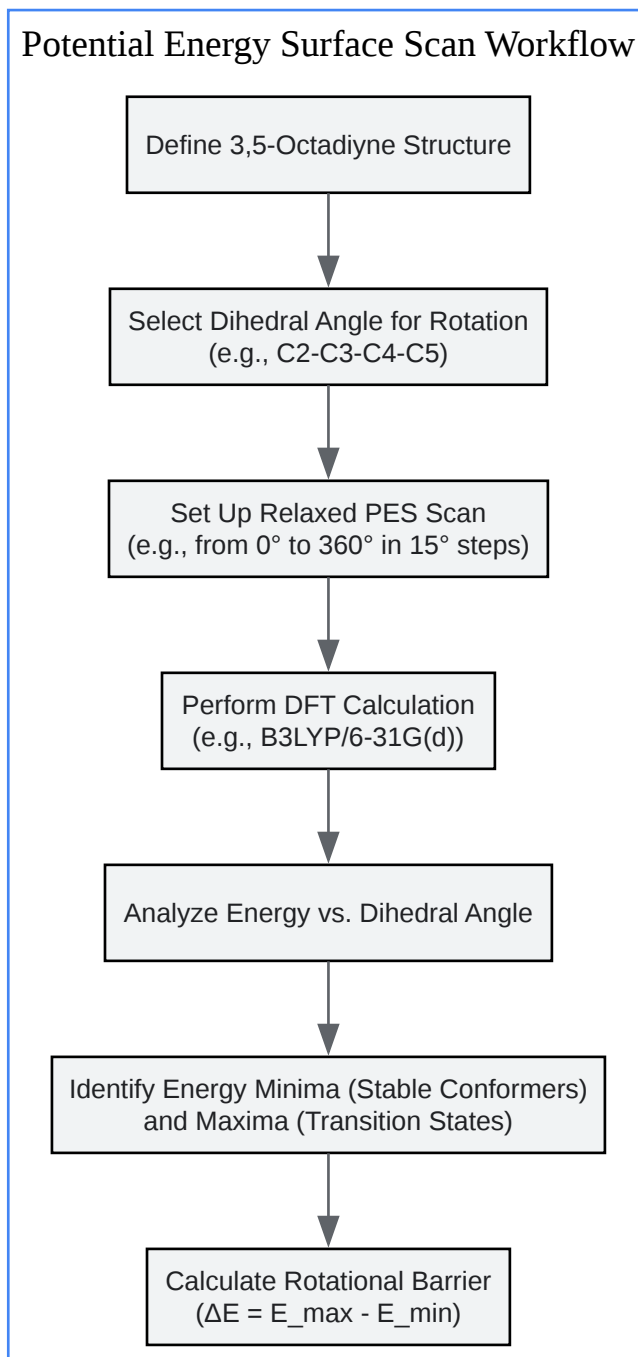 Potential Energy Surface Scan Workflow
Define 3,5-Octadiyne Structure
Select Dihedral Angle for Rotation
(e.g., C2-C3-C4-C5)
Set Up Relaxed PES Scan
(e.g., from 0° to 360° in 15° steps)
Perform DFT Calculation
(e.g., B3LYP/6-31G(d))
Analyze Energy vs. Dihedral Angle
Identify Energy Minima (Stable Conformers)
and Maxima (Transition States)
Calculate Rotational Barrier
(ΔE = E_max - E_min)